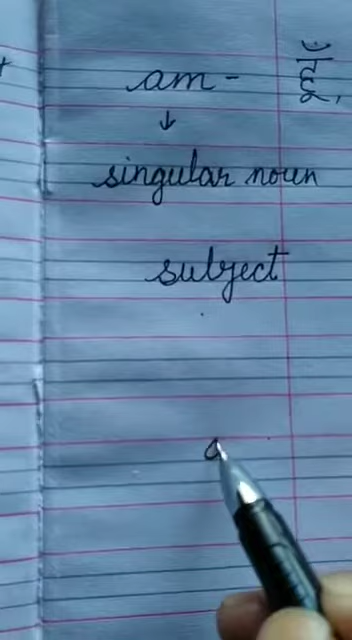 am - हूँ,
↓
singular noun
subject
a